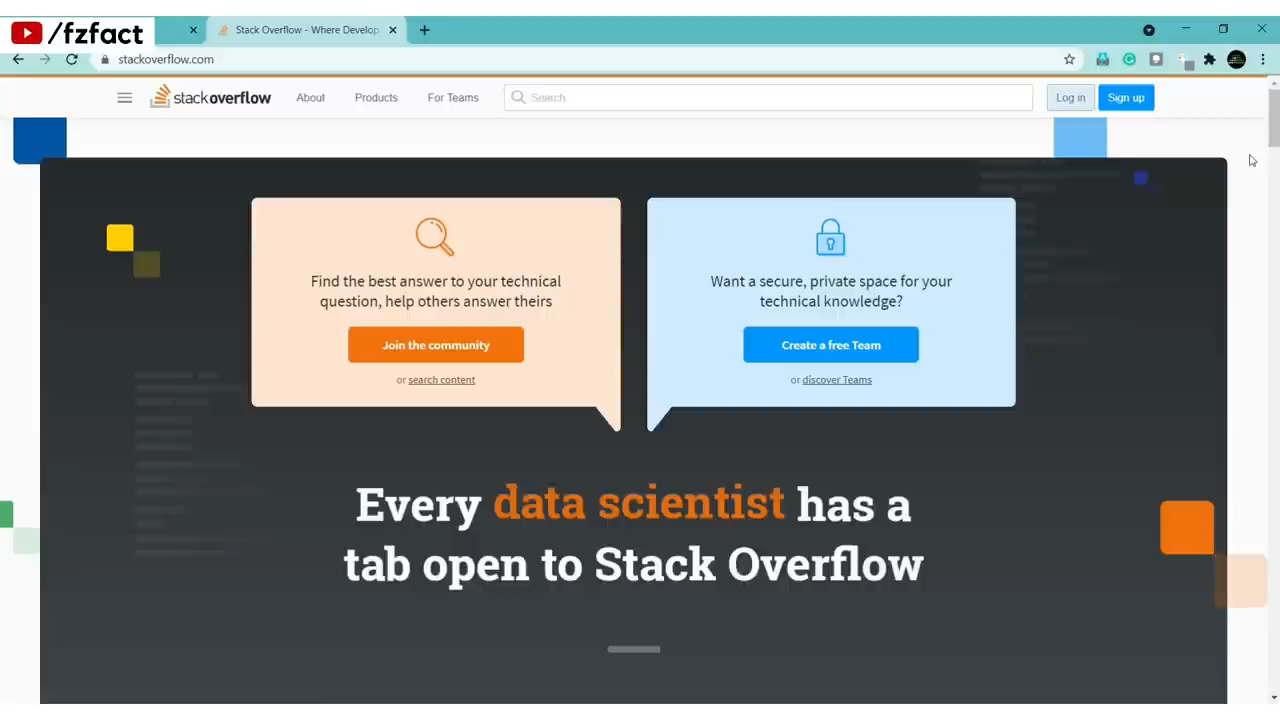 /fzfact
Stack Overflow - Where Develop
stackoverflow.com
stackoverflow
About
Products
For Teams
Search
Log in
Sign up
Find the best answer to your technical
question, help others answer theirs
Join the community
or search content
Want a secure, private space for your
technical knowledge?
Create a free Team
or discover Teams
Every data scientist has a
tab open to Stack Overflow